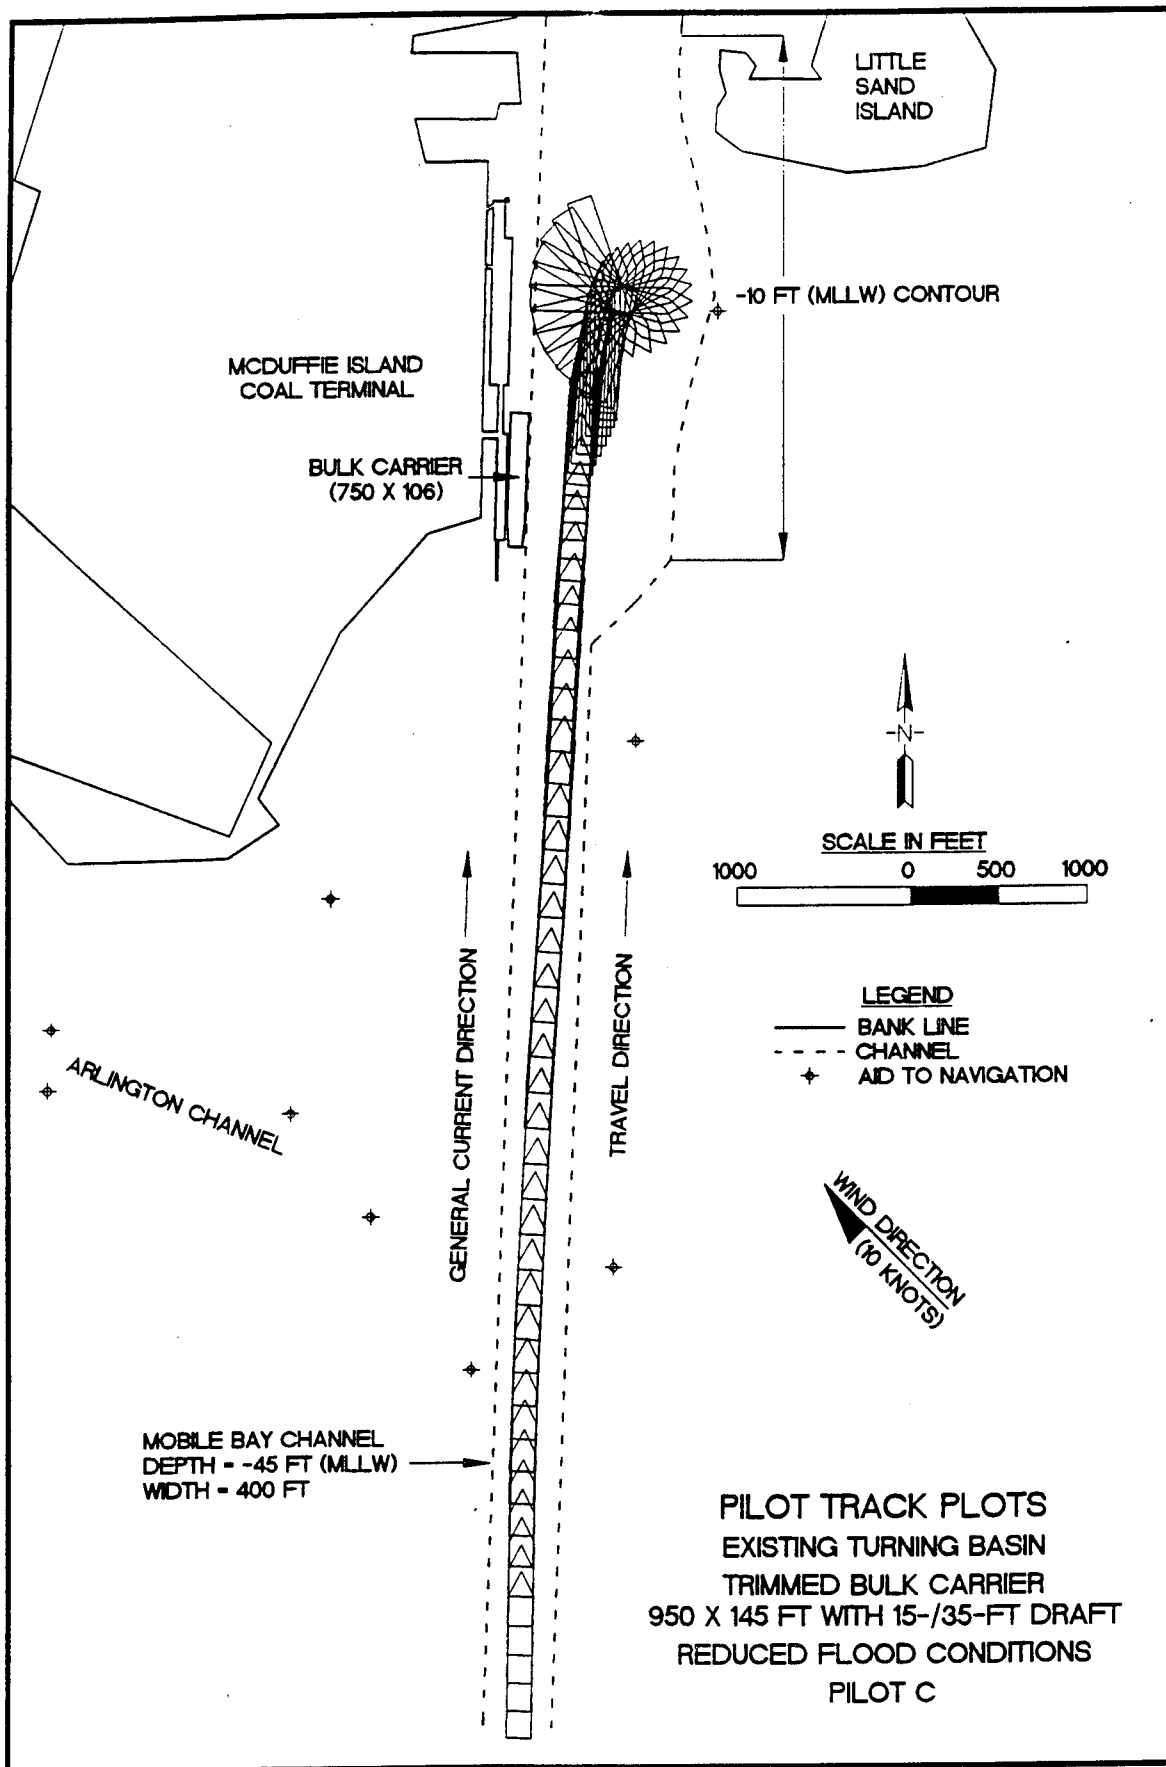 LITTLE
SAND
ISLAND
-10 FT (MLLW) CONTOUR
MCDUFFIE ISLAND
COAL TERMINAL
BULK CARRIER
(750 X 106)
-N-
SCALE IN FEET
1000 0 500 1000
GENERAL CURRENT DIRECTION
TRAVEL DIRECTION
LEGEND
BANK LINE
CHANNEL
AID TO NAVIGATION
ARLINGTON CHANNEL
WIND DIRECTION
(10 KNOTS)
MOBILE BAY CHANNEL
DEPTH = -45 FT (MLLW)
WIDTH = 400 FT
PILOT TRACK PLOTS
EXISTING TURNING BASIN
TRIMMED BULK CARRIER
950 X 145 FT WITH 15-/35-FT DRAFT
REDUCED FLOOD CONDITIONS
PILOT C